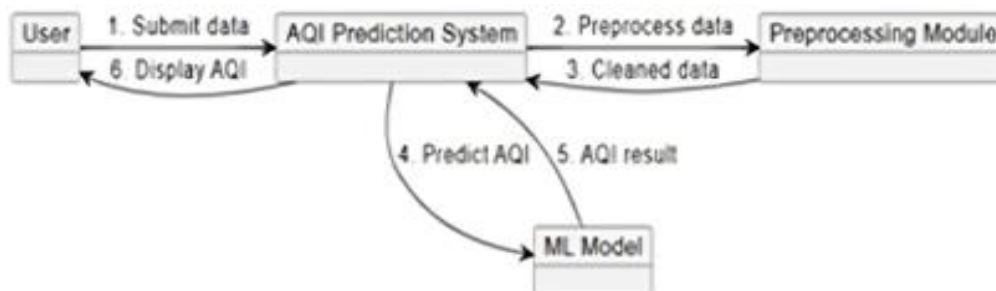 User
1. Submit data
AQI Prediction System
2. Preprocess data
Preprocessing Module
6. Display AQI
3. Cleaned data
4. Predict AQI
5. AQI result
ML Model